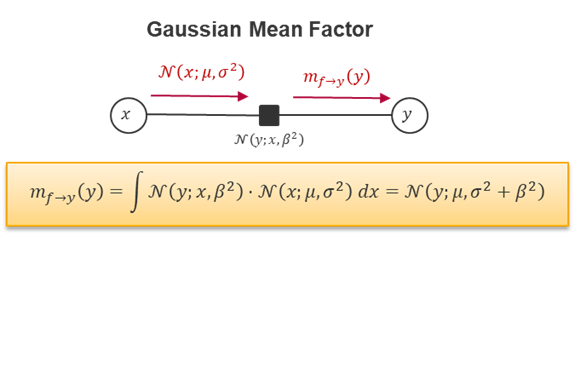 Gaussian Mean Factor
𝒩(x; μ, σ²)
m_{f→y}(y)
x
y
𝒩(y; x, β²)
m_{f→y}(y) = ∫ 𝒩(y; x, β²) · 𝒩(x; μ, σ²) dx = 𝒩(y; μ, σ² + β²)